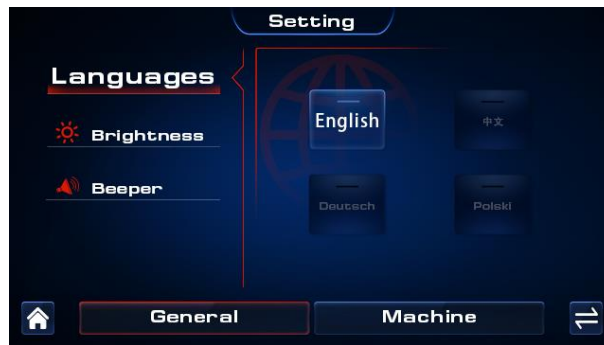 Setting
Languages
Brightness
Beeper
English
中文
Deutsch
Polski
General
Machine